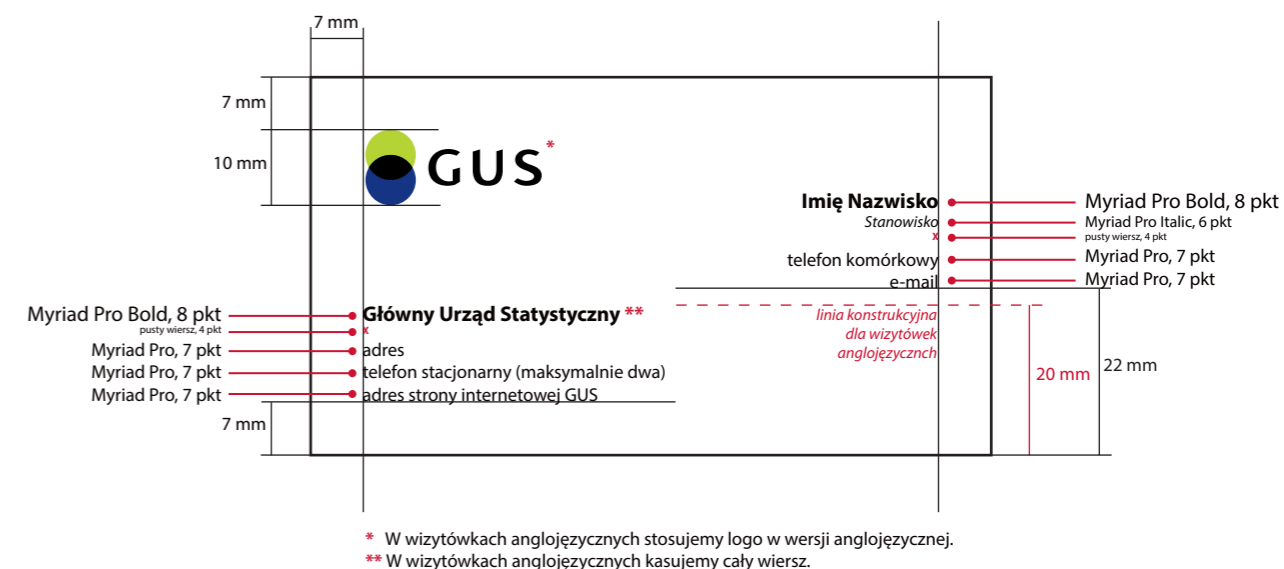 7 mm
7 mm
10 mm
GUS*
Imię Nazwisko
Myriad Pro Bold, 8 pkt
Stanowisko
Myriad Pro Italic, 6 pkt
x
pusty wiersz, 4 pkt
telefon komórkowy
Myriad Pro, 7 pkt
e-mail
Myriad Pro, 7 pkt
Myriad Pro Bold, 8 pkt
Główny Urząd Statystyczny **
pusty wiersz, 4 pkt
x
Myriad Pro, 7 pkt
adres
Myriad Pro, 7 pkt
telefon stacjonarny (maksymalnie dwa)
Myriad Pro, 7 pkt
adres strony internetowej GUS
linia konstrukcyjna
dla wizytówek
anglojęzycznch
20 mm
22 mm
7 mm
* W wizytówkach anglojęzycznych stosujemy logo w wersji anglojęzycznej.
** W wizytówkach anglojęzycznych kasujemy cały wiersz.